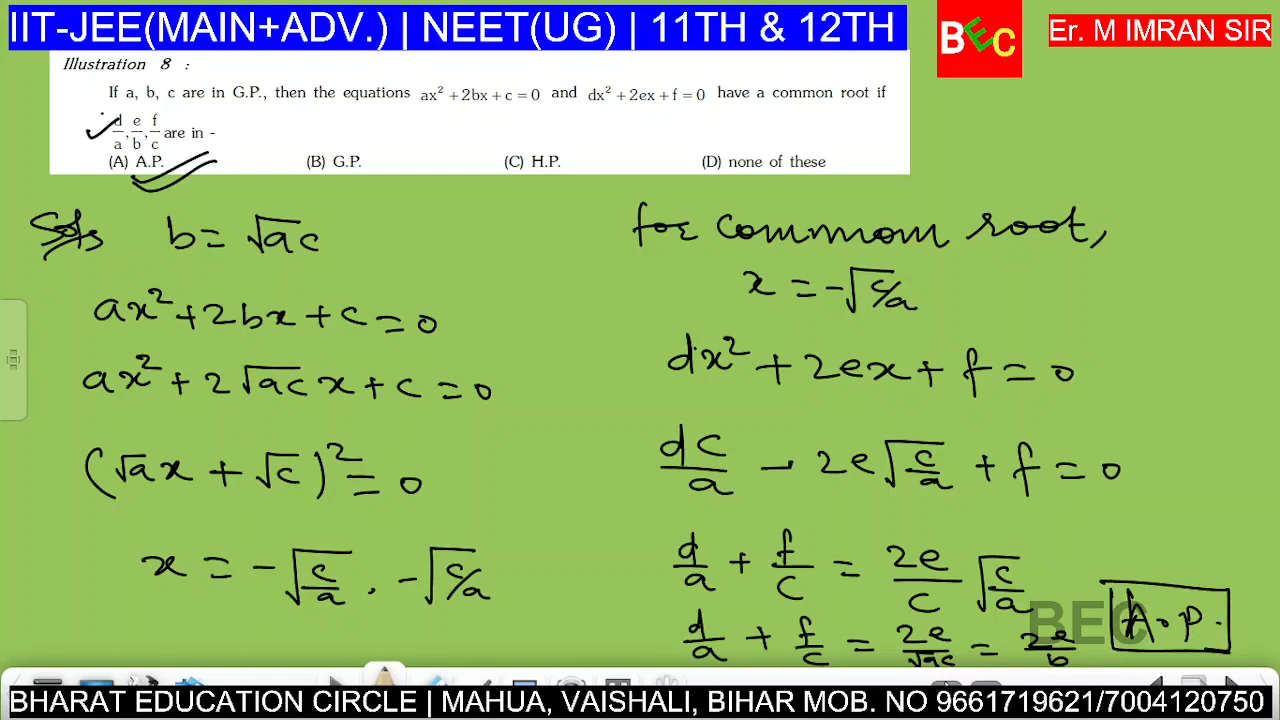 IIT-JEE(MAIN+ADV.) | NEET(UG) | 11TH & 12TH
BEC
Er. M IMRAN SIR
Illustration 8 :
If a, b, c are in G.P., then the equations ax² + 2bx + c = 0 and dx² + 2ex + f = 0 have a common root if
d/a, e/b, f/c are in -
(A) A.P. (B) G.P. (C) H.P. (D) none of these
b = √ac
ax² + 2bx + c = 0
ax² + 2√ac x + c = 0
(√ax + √c)² = 0
x = -√c/a . -√c/a
for common root,
x = -√c/a
dx² + 2ex + f = 0
dc/a - 2e√c/a + f = 0
d/a + f/c = 2e/c √c/a
d/a + f/c = 2e/√ac = 2e/b
A.P.
BEC
BHARAT EDUCATION CIRCLE | MAHUA, VAISHALI, BIHAR MOB. NO 9661719621/7004120750